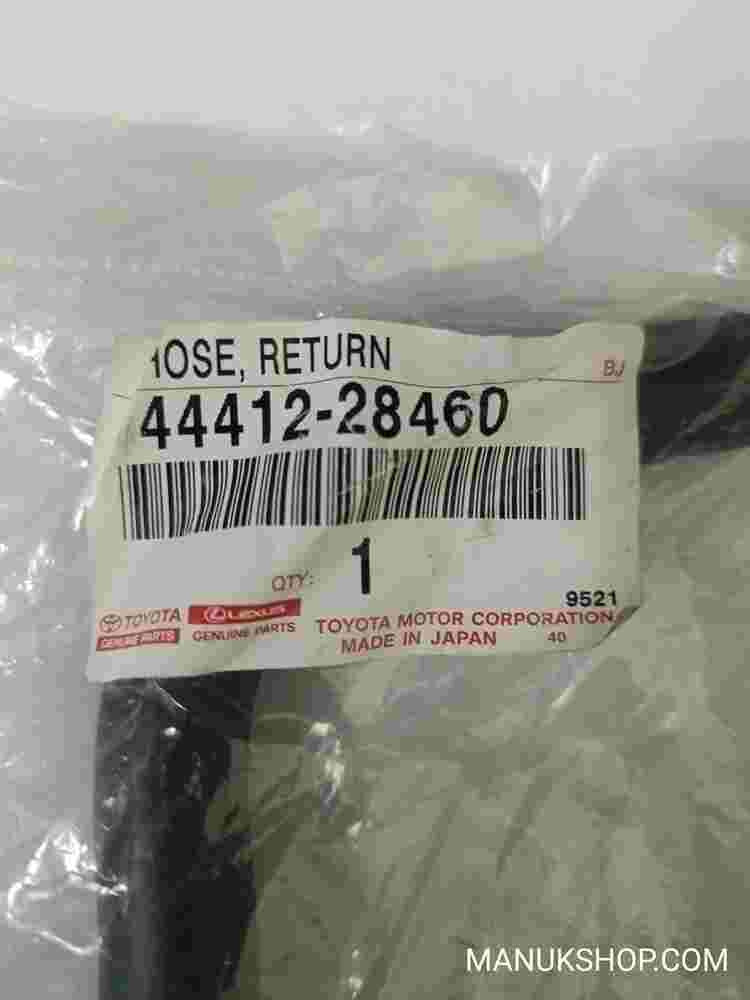 HOSE, RETURN
BJ
44412-28460
QTY: 1
9521
TOYOTA
GENUINE PARTS
LEXUS
GENUINE PARTS
TOYOTA MOTOR CORPORATION
MADE IN JAPAN 40
MANUKSHOP.COM